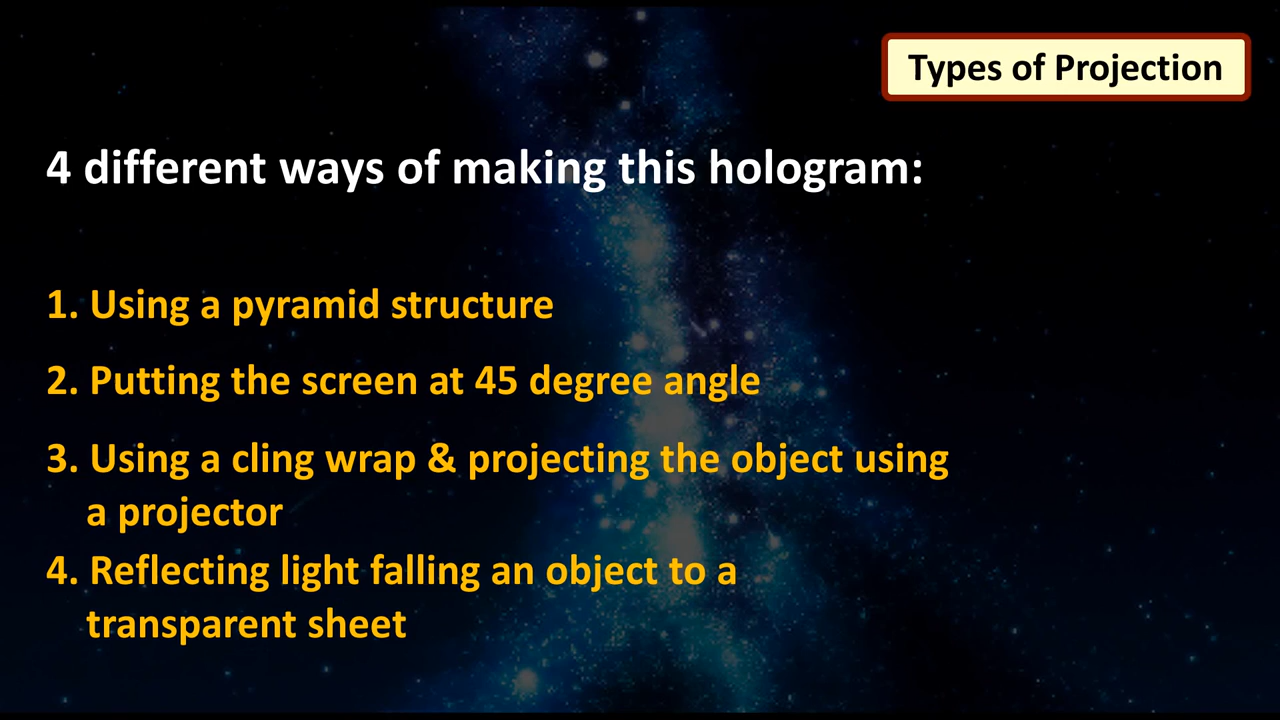 Types of Projection
4 different ways of making this hologram:
1. Using a pyramid structure
2. Putting the screen at 45 degree angle
3. Using a cling wrap & projecting the object using
a projector
4. Reflecting light falling an object to a
transparent sheet